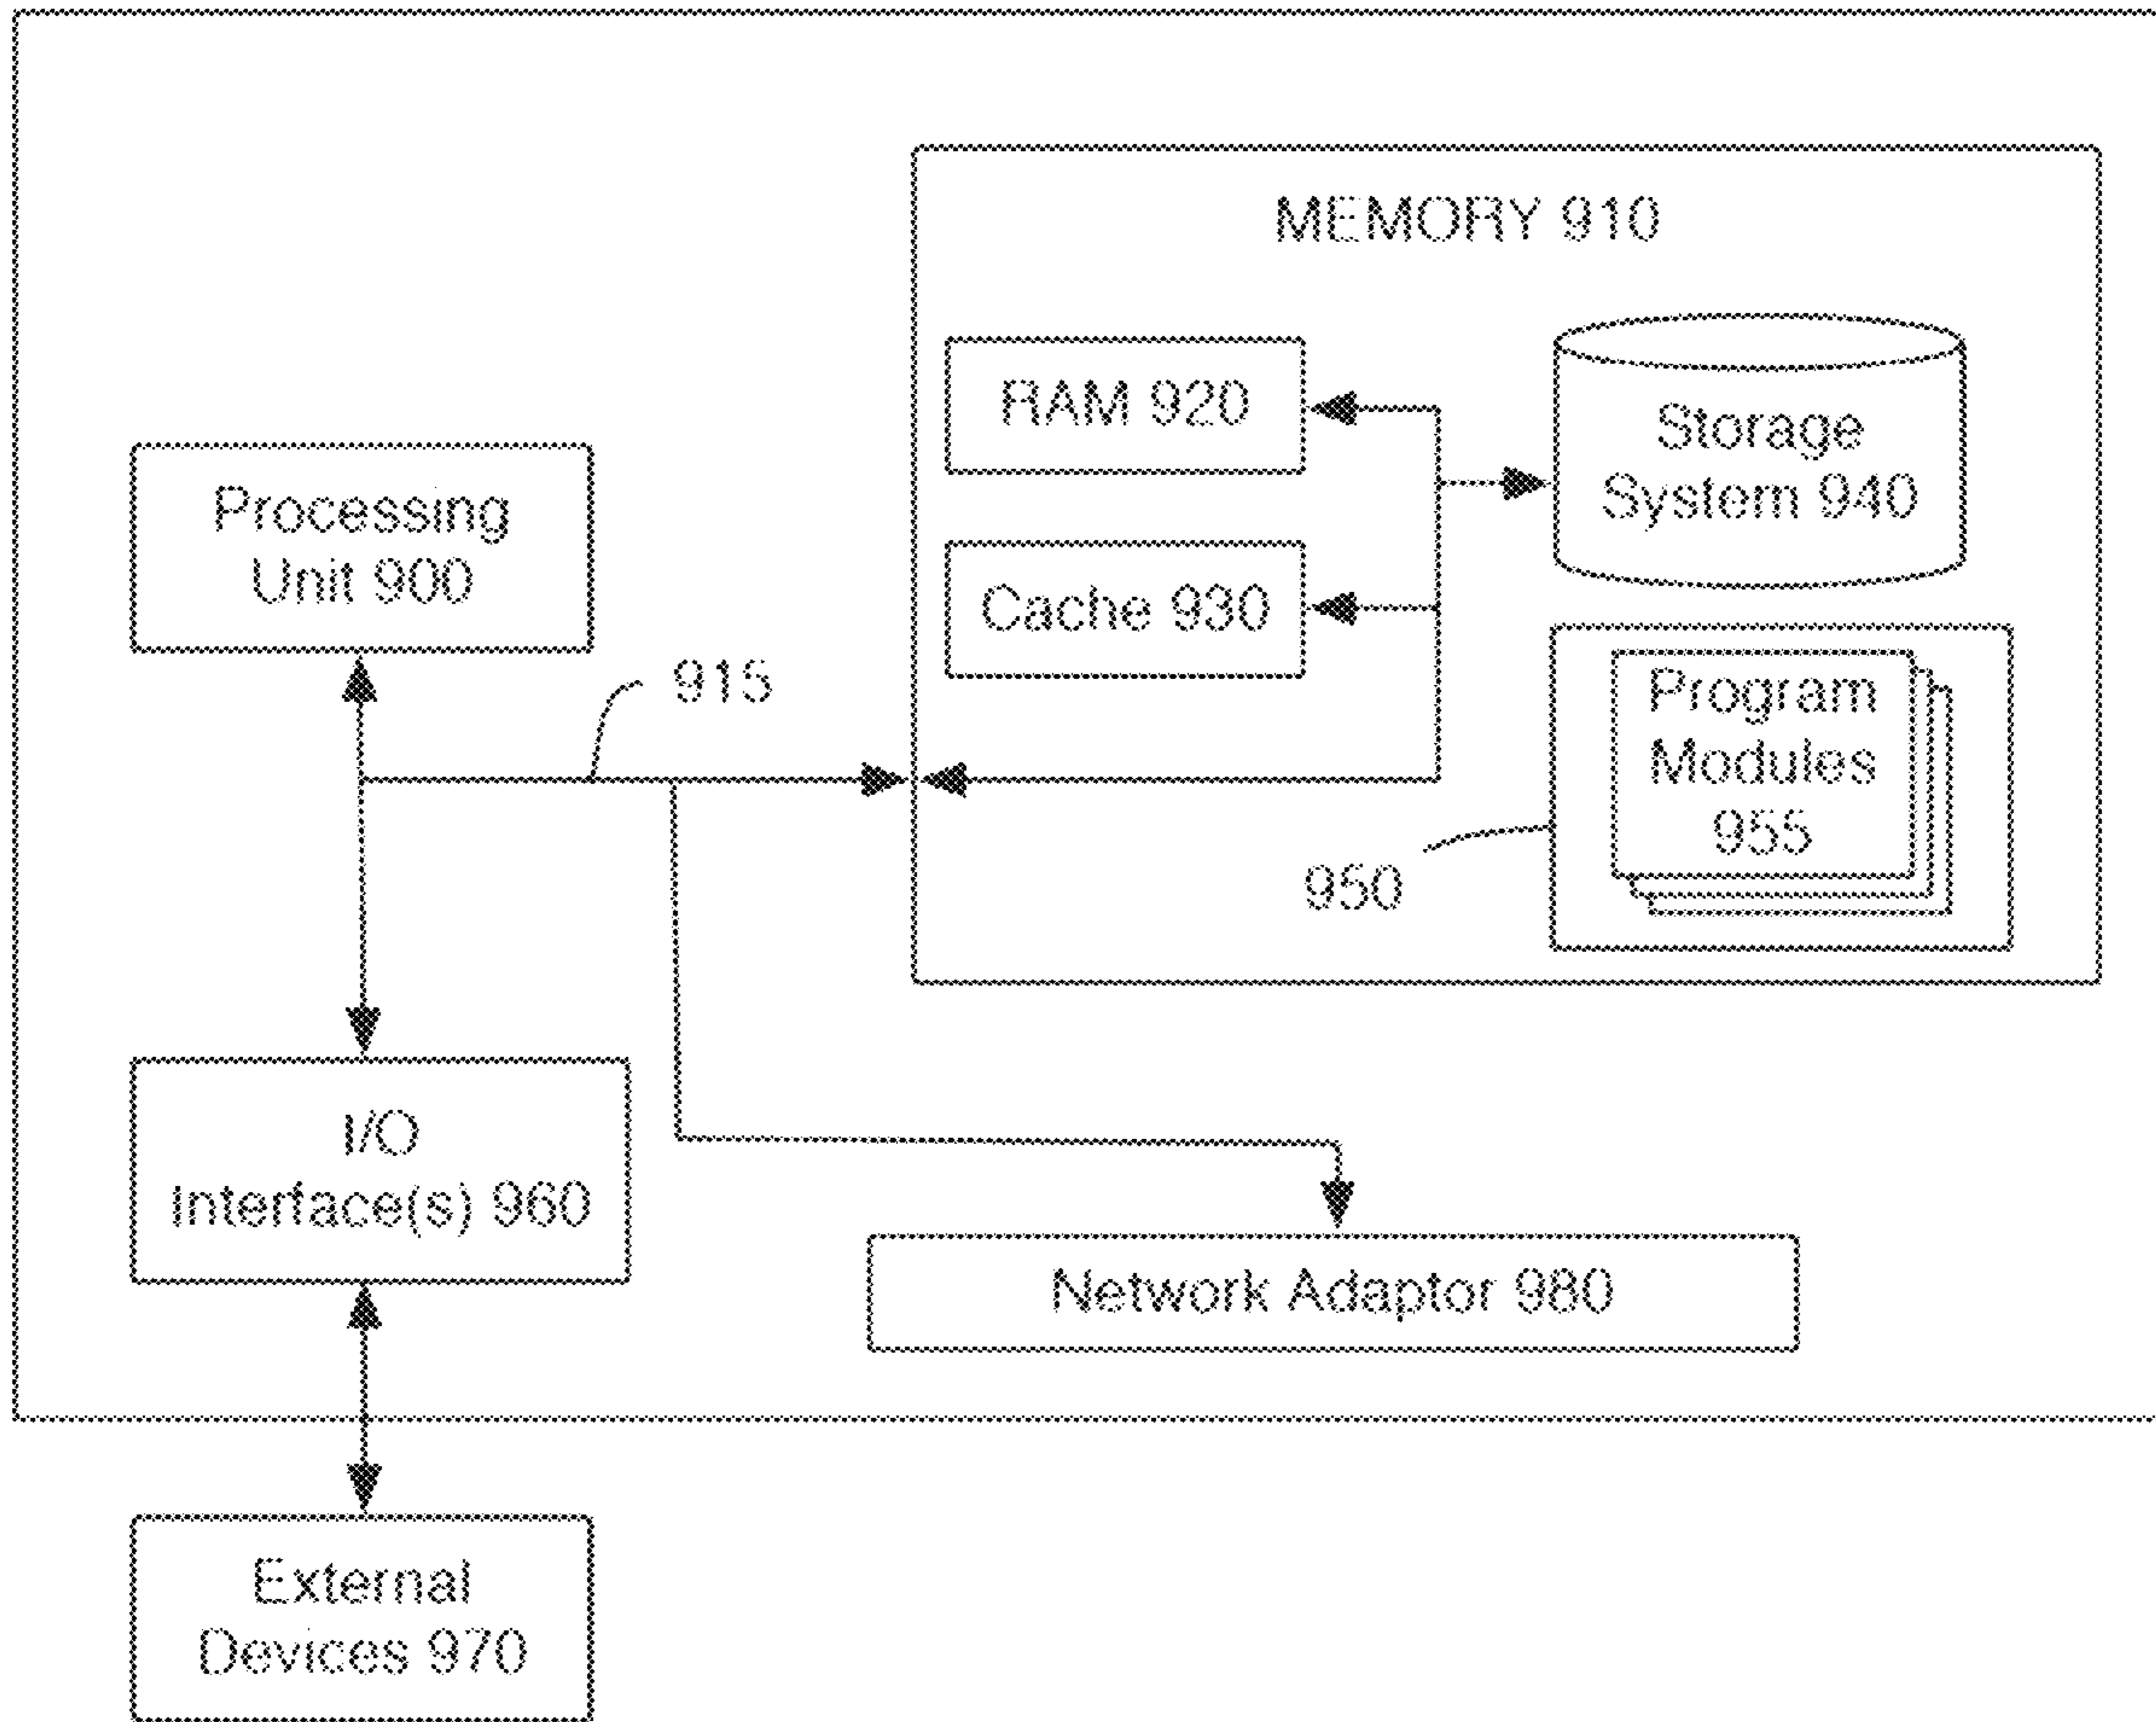 MEMORY 910
RAM 920
Storage
System 940
Processing
Unit 900
Cache 930
915
Program
Modules
955
950
I/O
Interface(s) 960
Network Adaptor 980
External
Devices 970